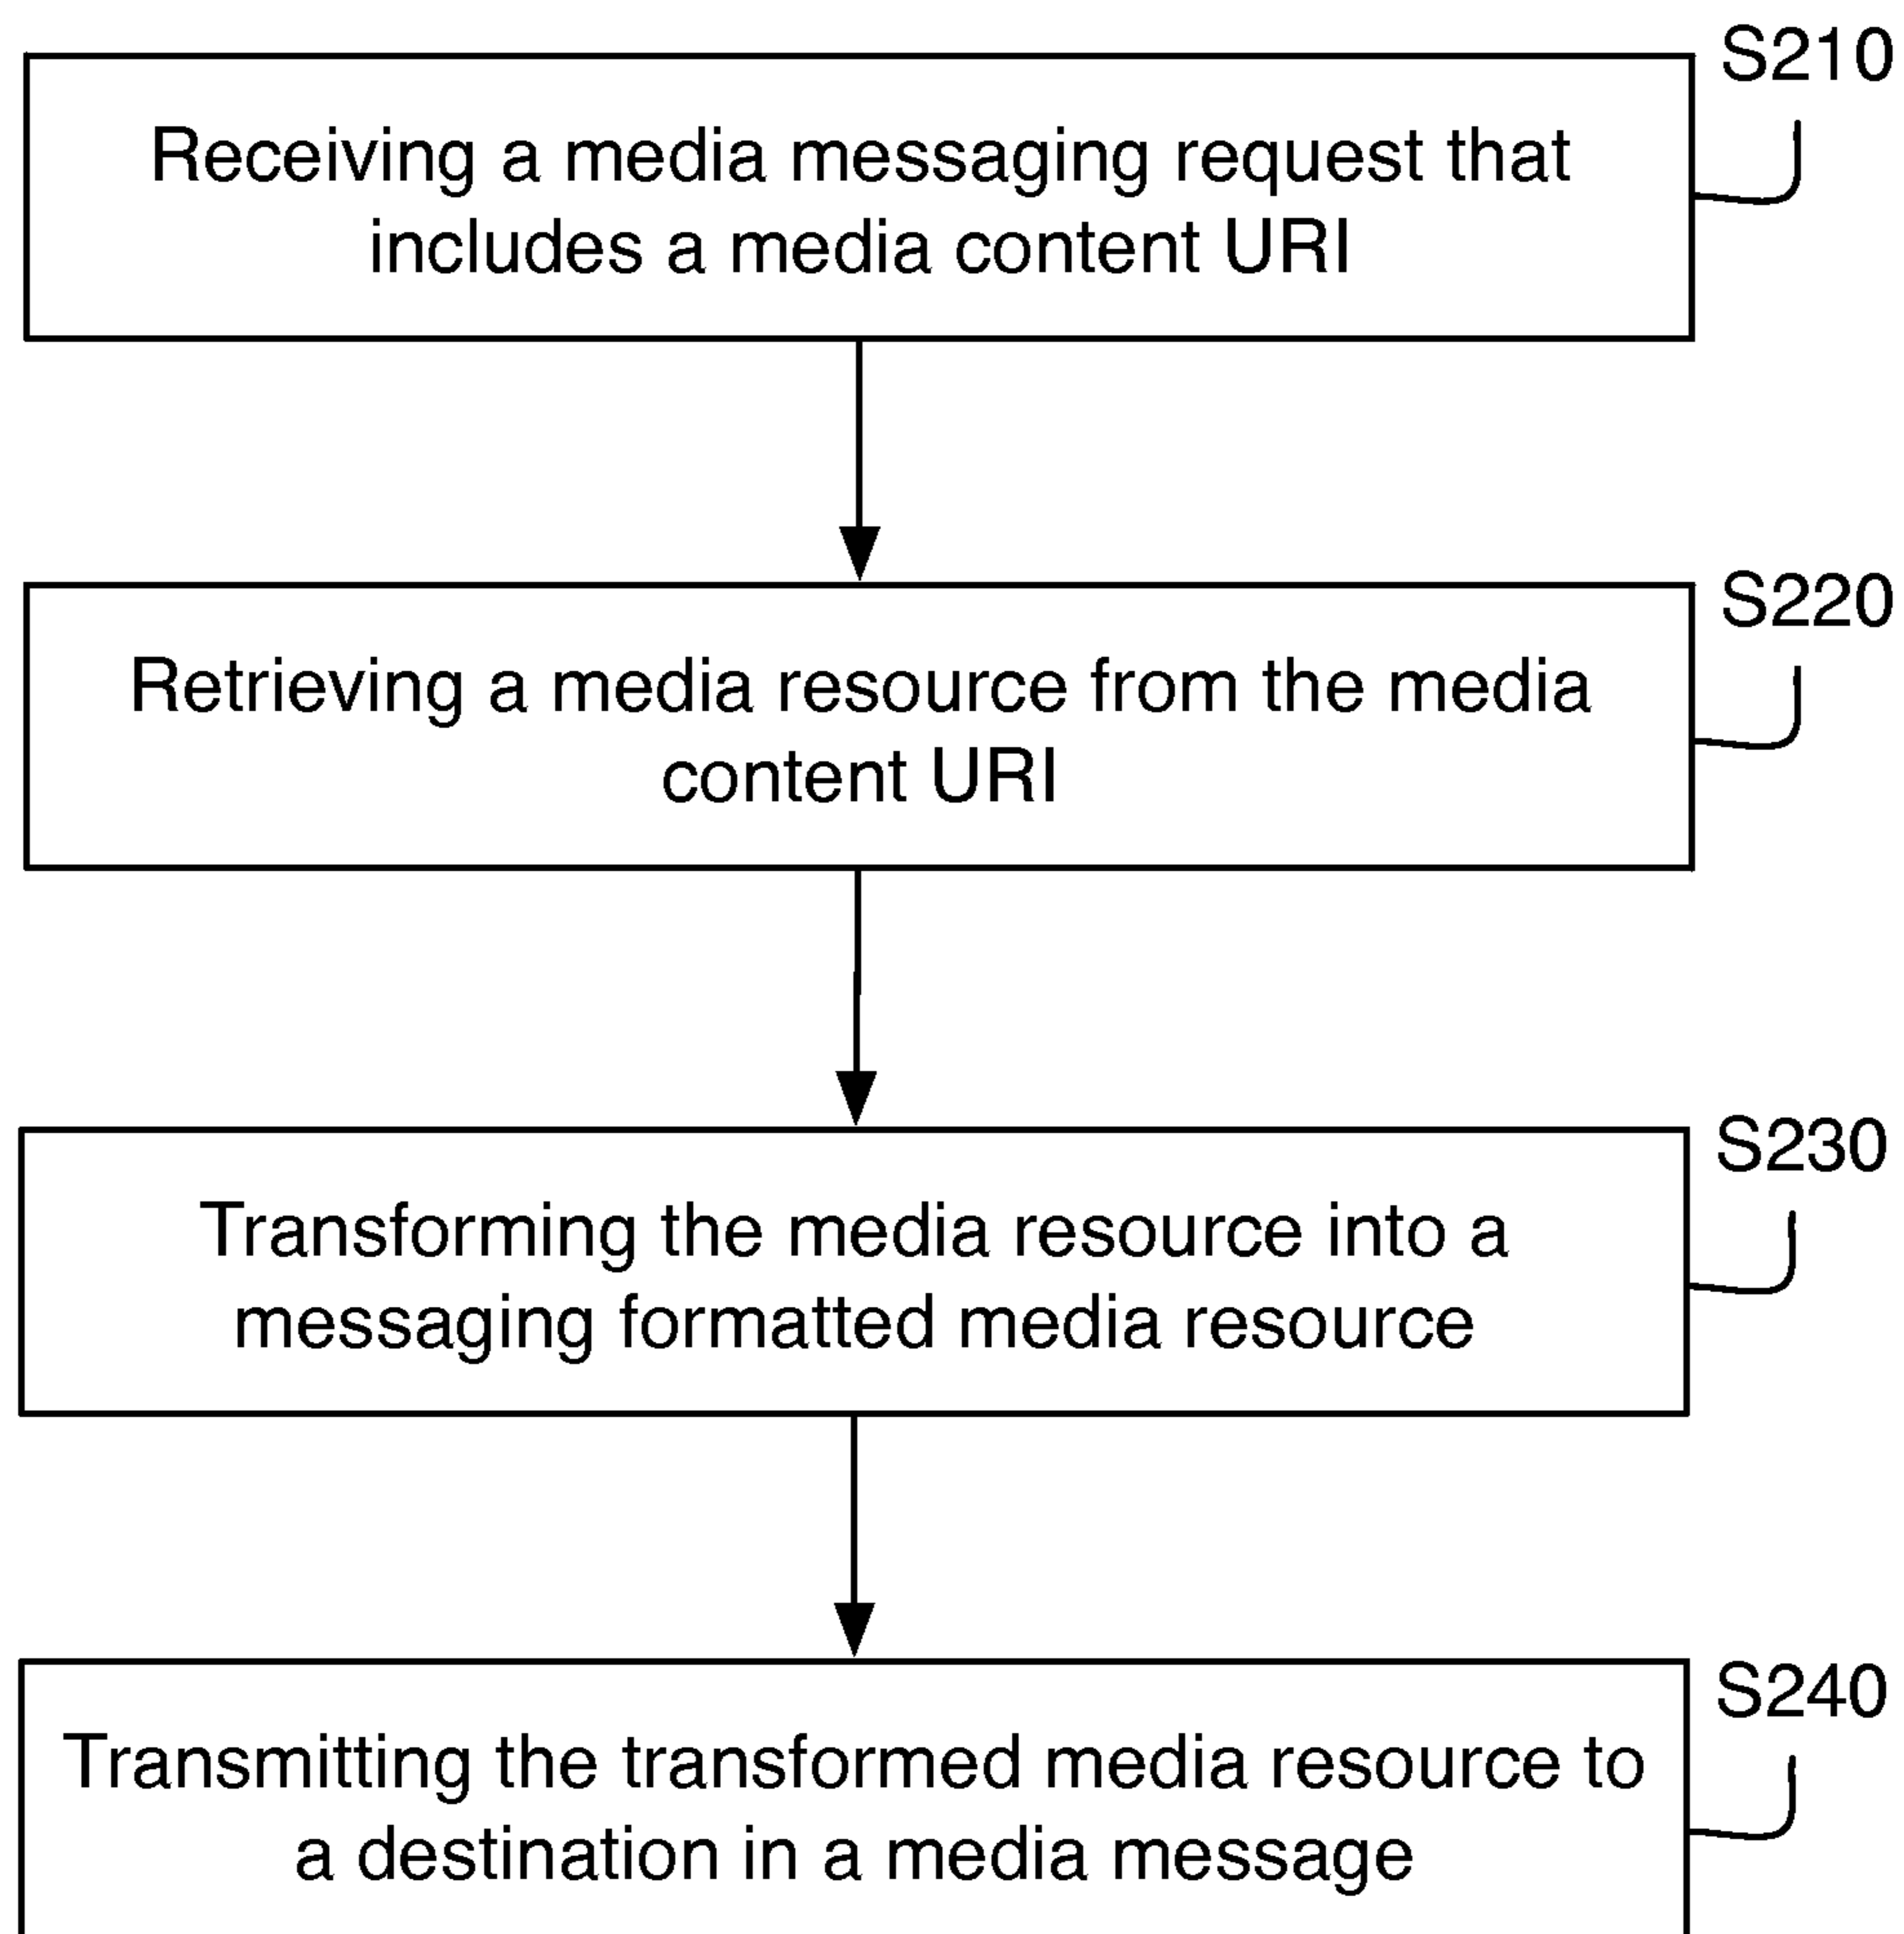 S210
Receiving a media messaging request that
includes a media content URI
S220
Retrieving a media resource from the media
content URI
S230
Transforming the media resource into a
messaging formatted media resource
S240
Transmitting the transformed media resource to
a destination in a media message